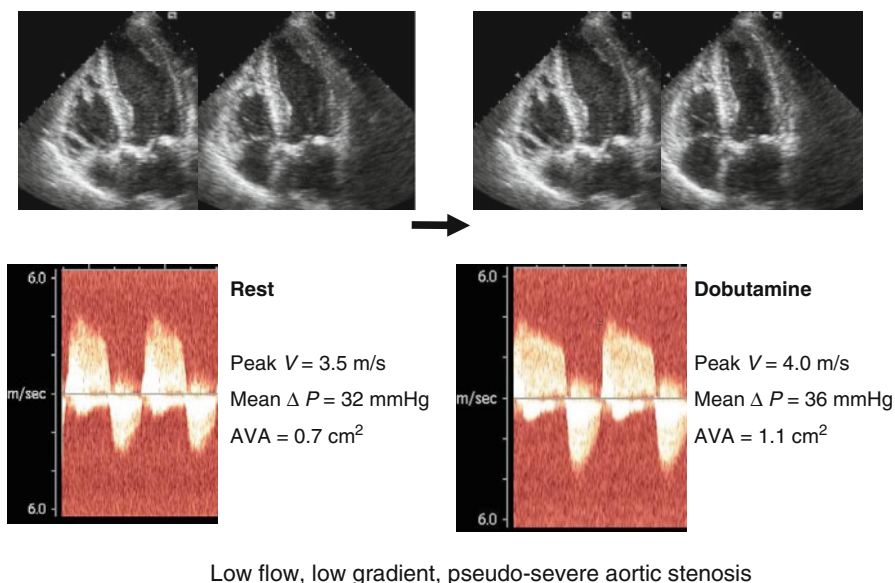 6.0
Rest
Peak V = 3.5 m/s
m/sec
Mean Δ P = 32 mmHg
AVA = 0.7 cm²
6.0
6.0
Dobutamine
Peak V = 4.0 m/s
m/sec
Mean Δ P = 36 mmHg
AVA = 1.1 cm²
6.0
Low flow, low gradient, pseudo-severe aortic stenosis